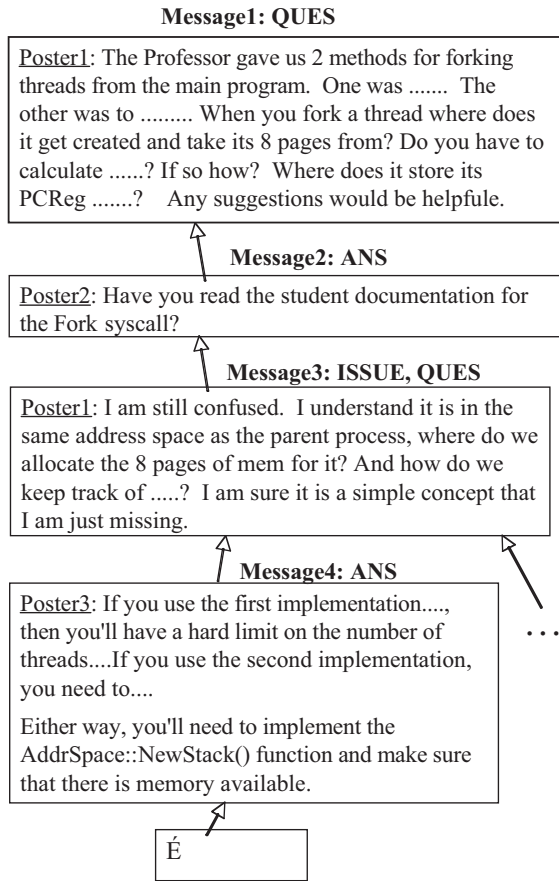 Message1: QUES
Poster1: The Professor gave us 2 methods for forking
threads from the main program. One was ....... The
other was to ......... When you fork a thread where does
it get created and take its 8 pages from? Do you have to
calculate ......? If so how? Where does it store its
PCReg .......? Any suggestions would be helpfule.
Message2: ANS
Poster2: Have you read the student documentation for
the Fork syscall?
Message3: ISSUE, QUES
Poster1: I am still confused. I understand it is in the
same address space as the parent process, where do we
allocate the 8 pages of mem for it? And how do we
keep track of .....? I am sure it is a simple concept that
I am just missing.
Message4: ANS
Poster3: If you use the first implementation....,
then you'll have a hard limit on the number of
threads....If you use the second implementation,
you need to....
Either way, you'll need to implement the
AddrSpace::NewStack() function and make sure
that there is memory available.
...
É